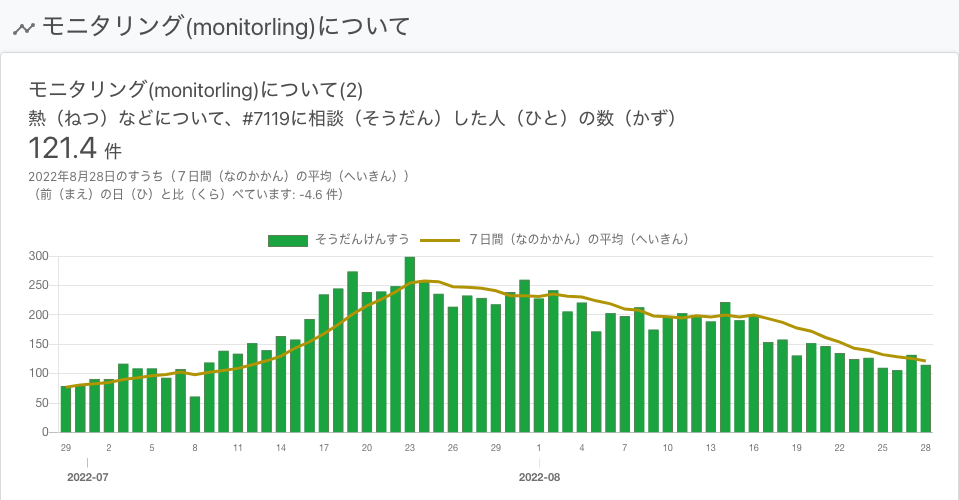 モニタリング(monitorling)について
モニタリング(monitorling)について(2)
熱（ねつ）などについて、#7119に相談（そうだん）した人（ひと）の数（かず）
121.4 件
2022年8月28日のすうち（７日間（なのかかん）の平均（へいきん））
（前（まえ）の日（ひ）と比（くら）べています: -4.6 件）
そうだんけんすう ７日間（なのかかん）の平均（へいきん）
300
250
200
150
100
50
0
29 2 5 8 11 14 17 20 23 26 29 1 4 7 10 13 16 19 22 25 28
2022-07 2022-08